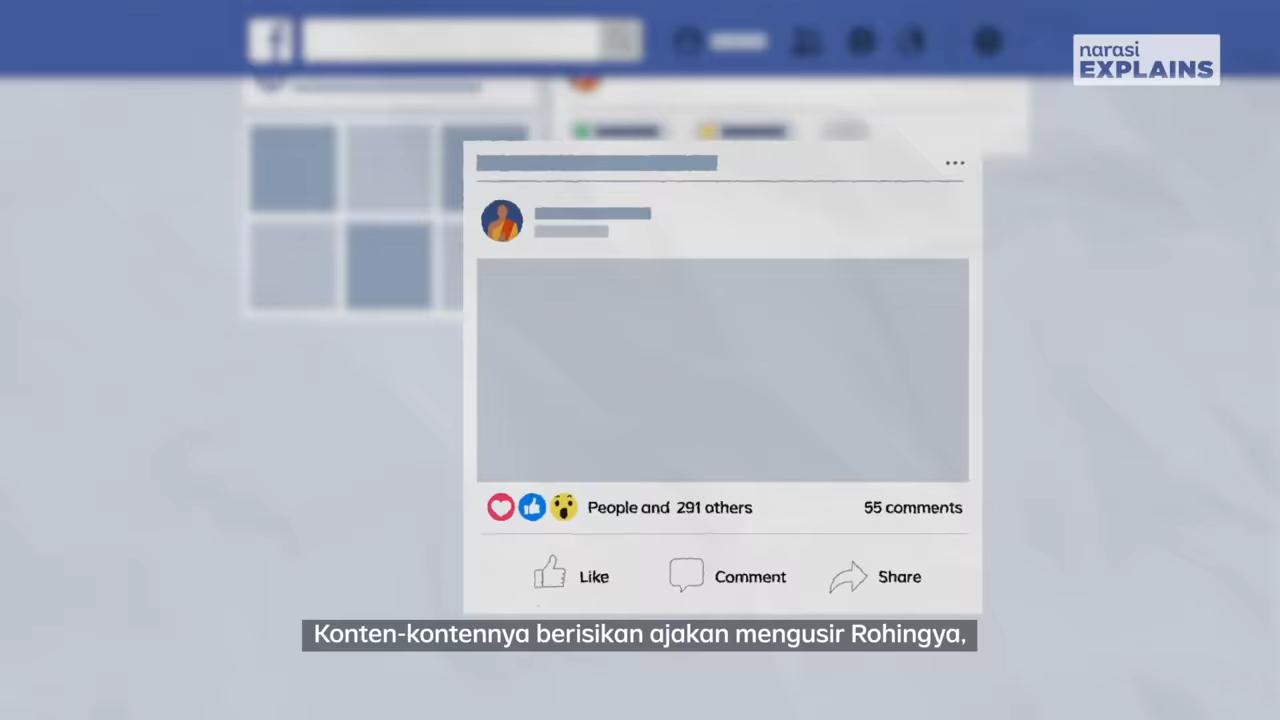 narasi
EXPLAINS
People and 291 others
55 comments
Like
Comment
Share
Konten-kontennya berisikan ajakan mengusir Rohingya,